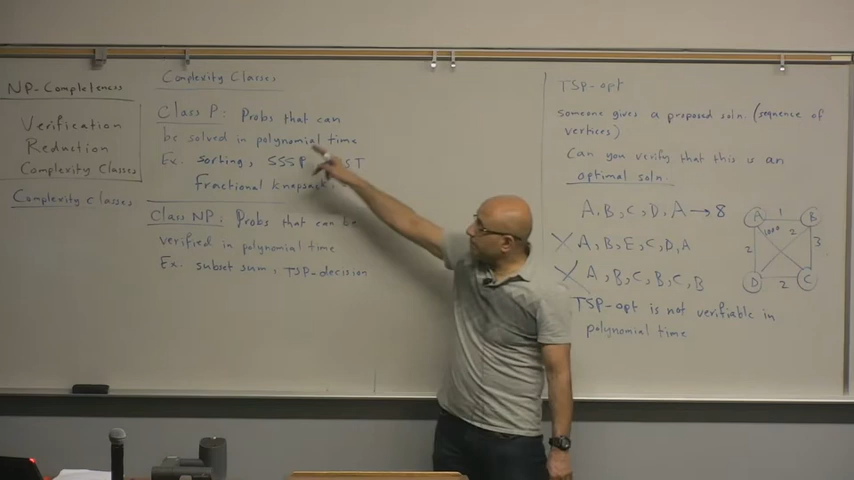 NP-Completeness
Verification
Reduction
Complexity Classes
Complexity Classes
Complexity Classes
Class P: Probs that can
be solved in polynomial time
Ex. sorting, SSSP, ST
Fractional knapsack,
Class NP: Probs that can be
verified in polynomial time
Ex. subset sum, TSP-decision
TSP-opt
Someone gives a proposed soln. (sequence of
vertices)
Can you verify that this is an
optimal soln.
A, B, C, D, A → 8
X A, B, E, C, D, A
X A, B, C, B, C, B
TSP-opt is not verifiable in
polynomial time
A 1 B
1000 2
2 3
D 2 C